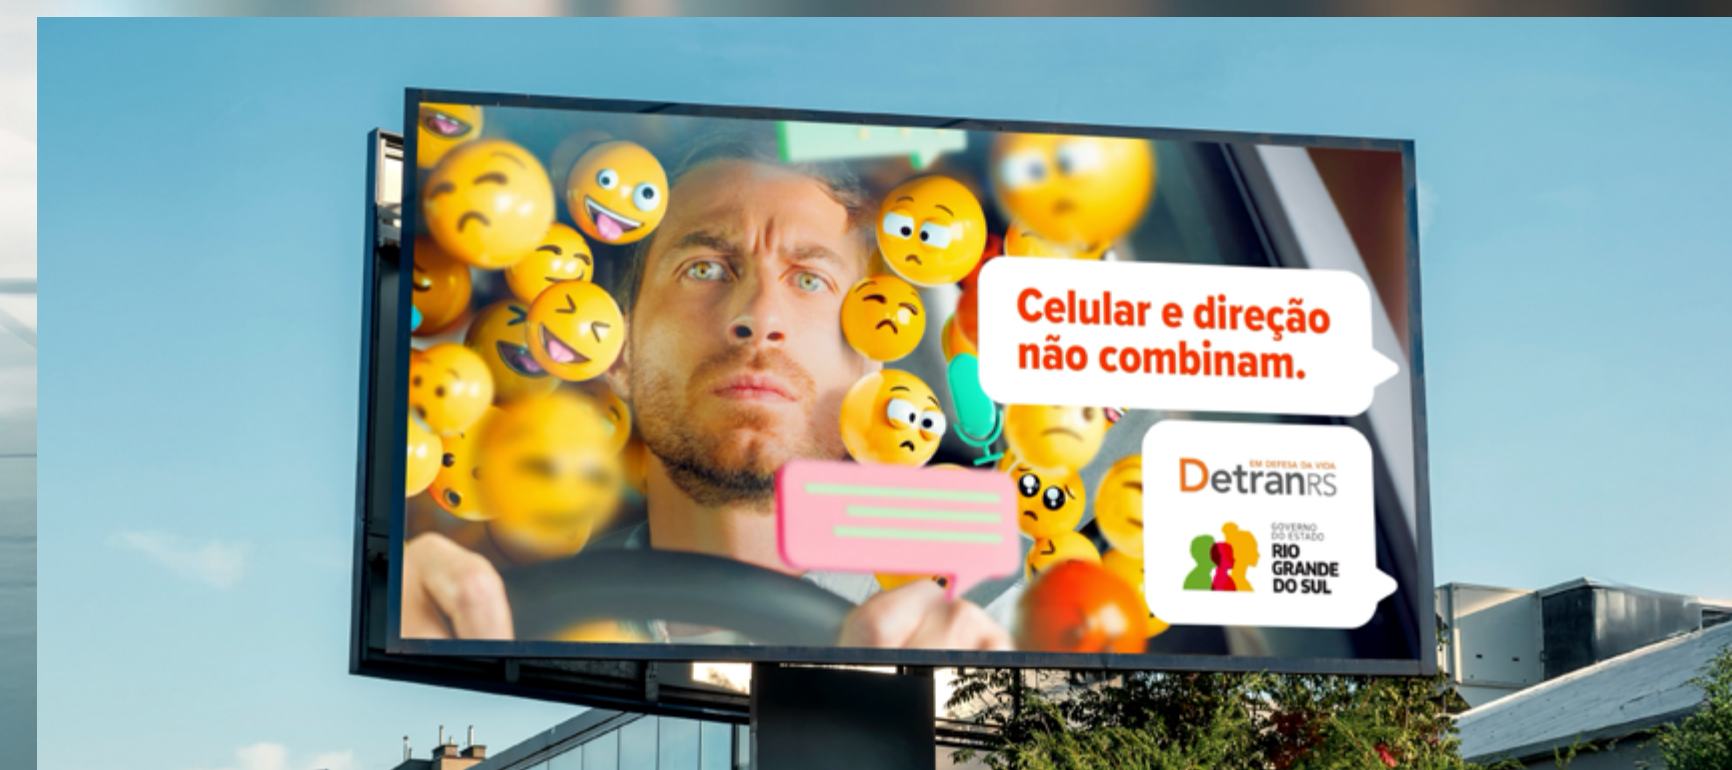 Celular e direção
não combinam.
EM DEFESA DA VIDA
DetranRS
GOVERNO
DO ESTADO
RIO
GRANDE
DO SUL